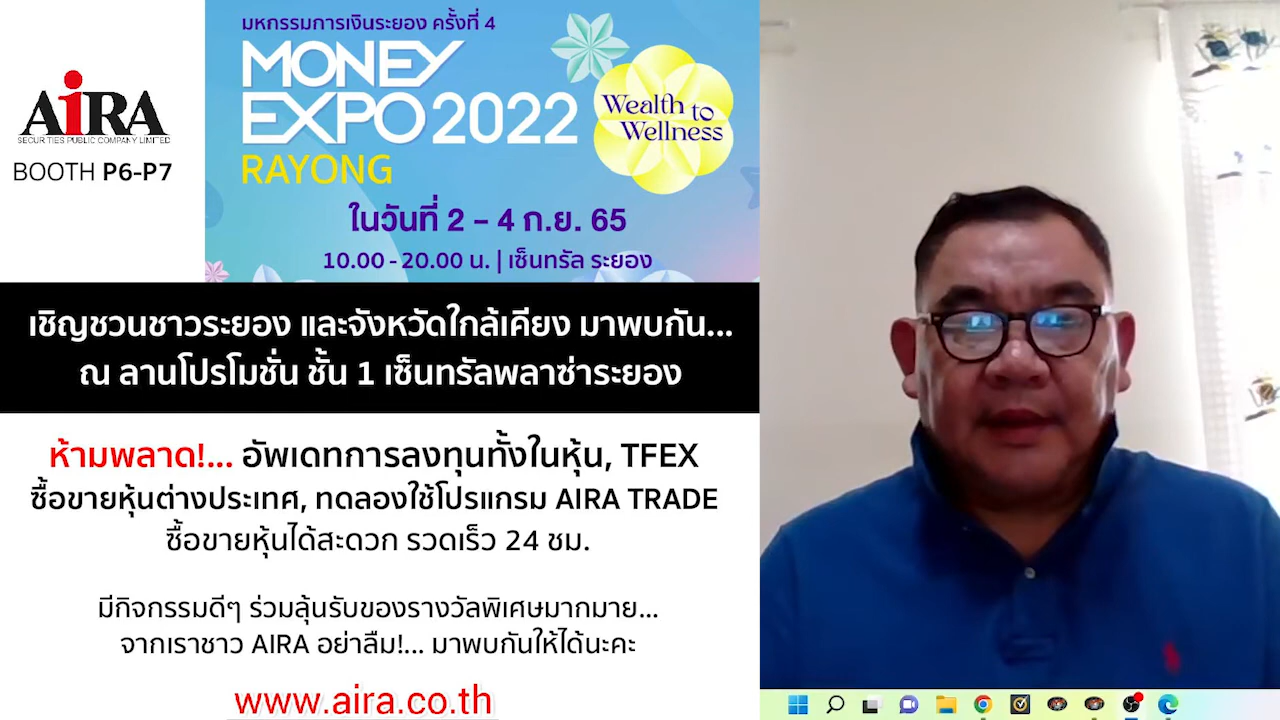 AiRA
SECURITIES PUBLIC COMPANY LIMITED
BOOTH P6-P7
มหกรรมการเงินระยอง ครั้งที่ 4
MONEY
EXPO 2022
RAYONG
Wealth to
Wellness
ในวันที่ 2 – 4 ก.ย. 65
10.00 - 20.00 น. | เซ็นทรัล ระยอง
เชิญชวนชาวระยอง และจังหวัดใกล้เคียง มาพบกัน...
ณ ลานโปรโมชั่น ชั้น 1 เซ็นทรัลพลาซ่าระยอง
ห้ามพลาด!... อัพเดทการลงทุนทั้งในหุ้น, TFEX
ซื้อขายหุ้นต่างประเทศ, ทดลองใช้โปรแกรม AIRA TRADE
ซื้อขายหุ้นได้สะดวก รวดเร็ว 24 ชม.
มีกิจกรรมดีๆ ร่วมลุ้นรับของรางวัลพิเศษมากมาย...
จากเราชาว AIRA อย่าลืม!... มาพบกันให้ได้นะคะ
www.aira.co.th